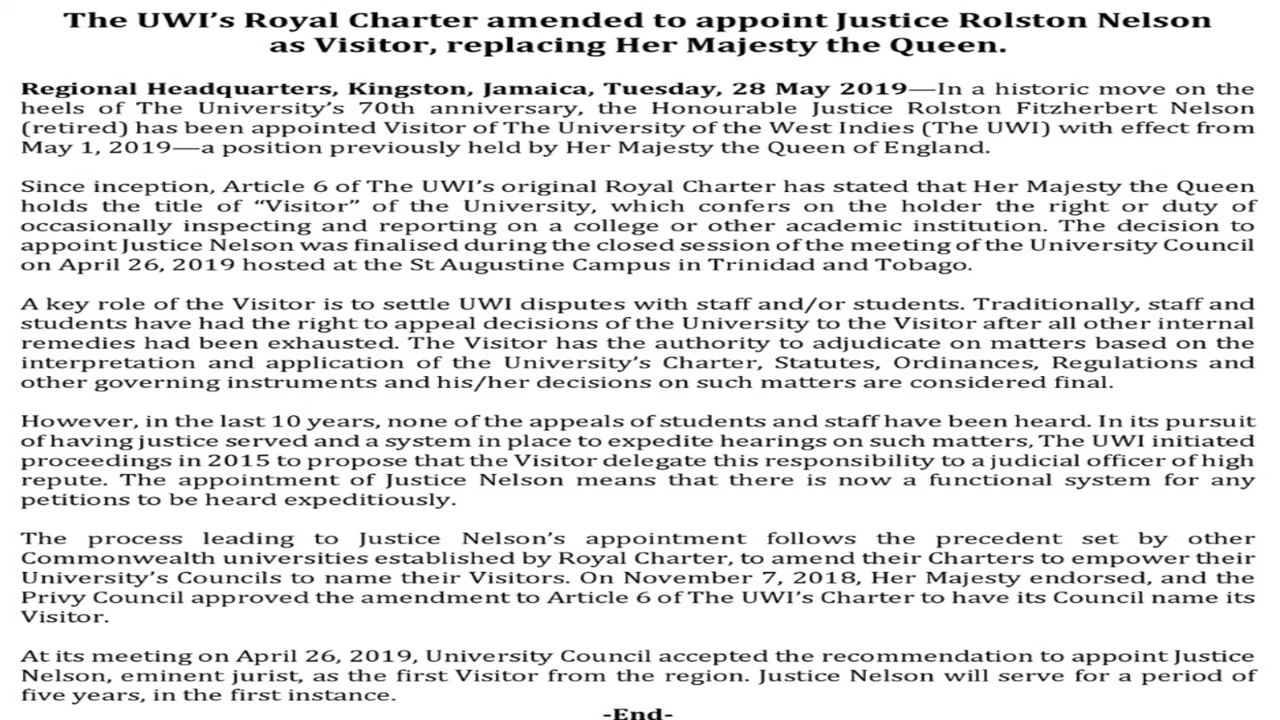 The UWI’s Royal Charter amended to appoint Justice Rolston Nelson
as Visitor, replacing Her Majesty the Queen.
Regional Headquarters, Kingston, Jamaica, Tuesday, 28 May 2019—In a historic move on the
heels of The University’s 70th anniversary, the Honourable Justice Rolston Fitzherbert Nelson
(retired) has been appointed Visitor of The University of the West Indies (The UWI) with effect from
May 1, 2019—a position previously held by Her Majesty the Queen of England.
Since inception, Article 6 of The UWI’s original Royal Charter has stated that Her Majesty the Queen
holds the title of “Visitor” of the University, which confers on the holder the right or duty of
occasionally inspecting and reporting on a college or other academic institution. The decision to
appoint Justice Nelson was finalised during the closed session of the meeting of the University Council
on April 26, 2019 hosted at the St Augustine Campus in Trinidad and Tobago.
A key role of the Visitor is to settle UWI disputes with staff and/or students. Traditionally, staff and
students have had the right to appeal decisions of the University to the Visitor after all other internal
remedies had been exhausted. The Visitor has the authority to adjudicate on matters based on the
interpretation and application of the University’s Charter, Statutes, Ordinances, Regulations and
other governing instruments and his/her decisions on such matters are considered final.
However, in the last 10 years, none of the appeals of students and staff have been heard. In its pursuit
of having justice served and a system in place to expedite hearings on such matters, The UWI initiated
proceedings in 2015 to propose that the Visitor delegate this responsibility to a judicial officer of high
repute. The appointment of Justice Nelson means that there is now a functional system for any
petitions to be heard expeditiously.
The process leading to Justice Nelson’s appointment follows the precedent set by other
Commonwealth universities established by Royal Charter, to amend their Charters to empower their
University’s Councils to name their Visitors. On November 7, 2018, Her Majesty endorsed, and the
Privy Council approved the amendment to Article 6 of The UWI’s Charter to have its Council name its
Visitor.
At its meeting on April 26, 2019, University Council accepted the recommendation to appoint Justice
Nelson, eminent jurist, as the first Visitor from the region. Justice Nelson will serve for a period of
five years, in the first instance.
-End-